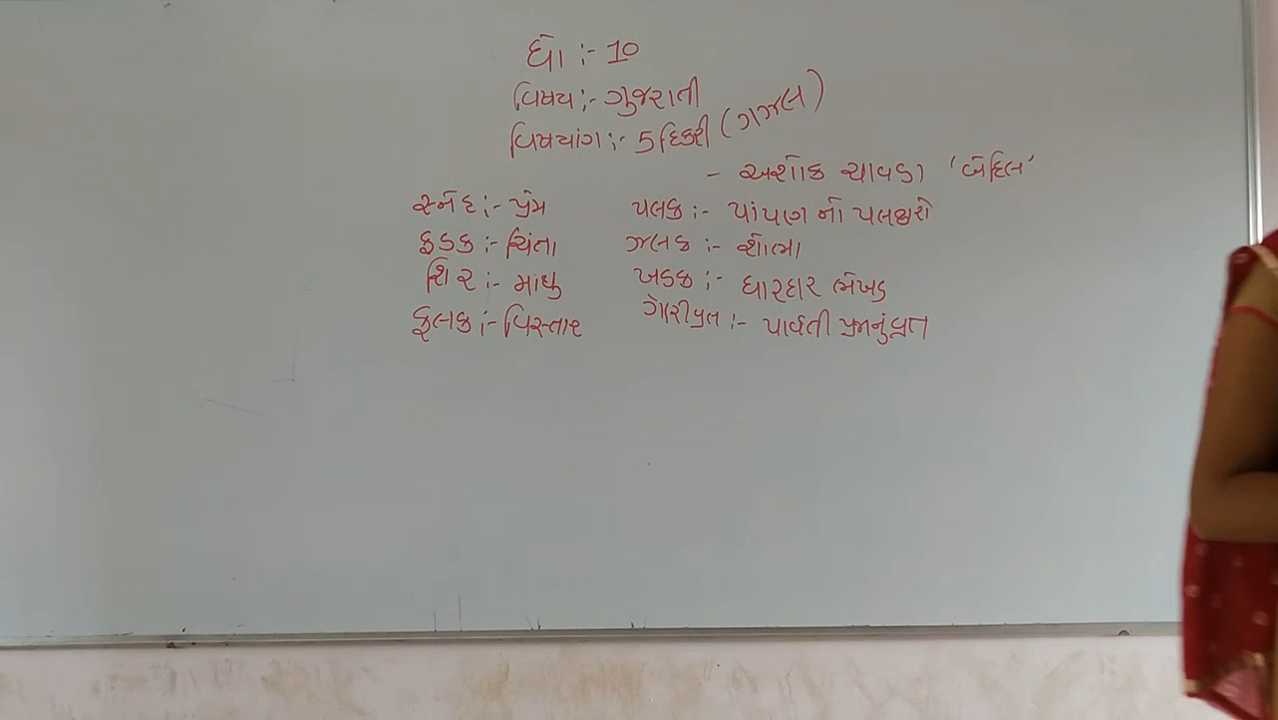 ધો :- 10
વિષય :- ગુજરાતી
વિષયાંગ :- 5 દિકરી (ગઝલ)
- અશોક ચાવડા 'બેદિલ'
સ્નેહ :- પ્રેમ
પલક :- પાંપણ નો પલકારો
ફડક :- ચિંતા
ઝલક :- શોભા
શિર :- માથુ
ખડક :- ધારદાર ભેખડ
ફલક :- વિસ્તાર
ગોરીવ્રત :- પાર્વતી પૂજાનું વ્રત